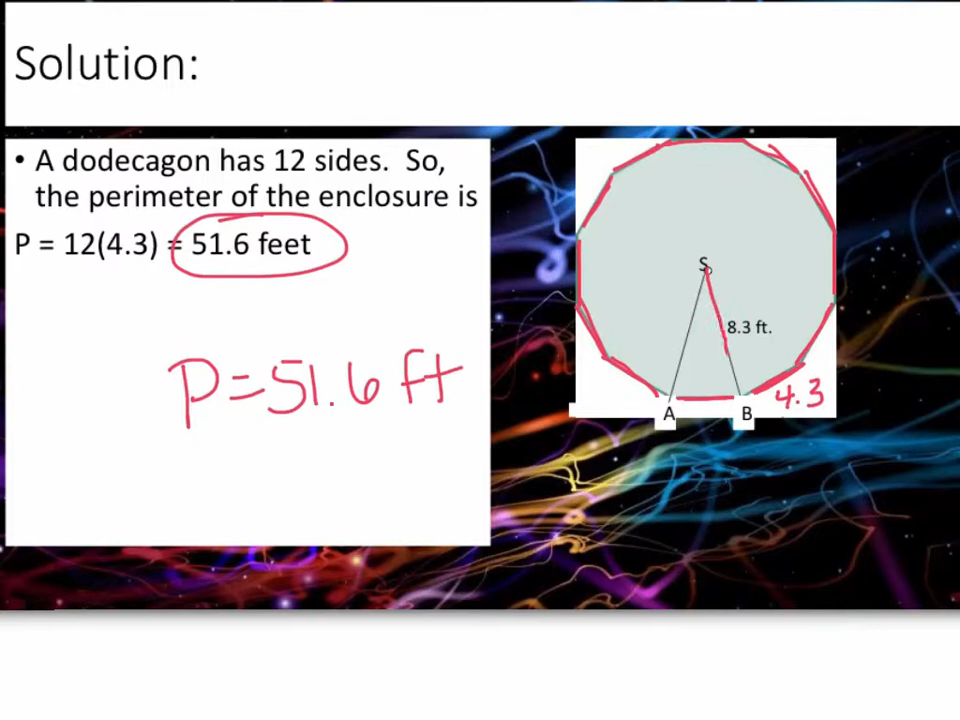 Solution:
• A dodecagon has 12 sides. So,
the perimeter of the enclosure is
P = 12(4.3) = 51.6 feet
P=51.6 ft
S
8.3 ft.
4.3
A
B